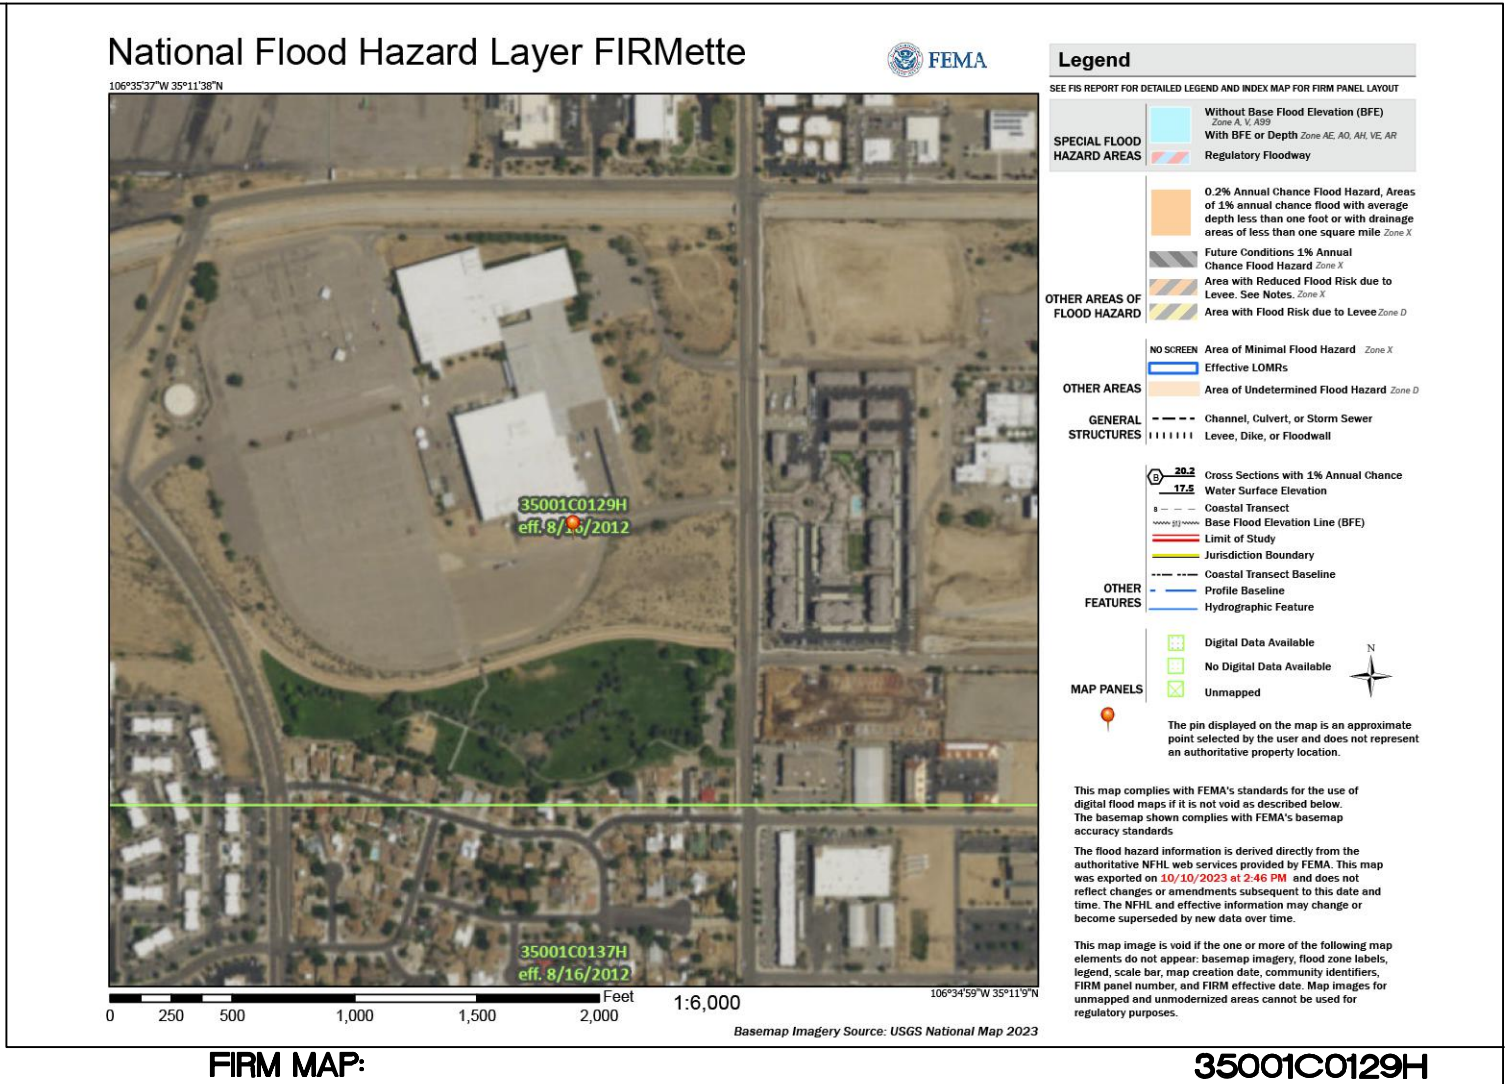 National Flood Hazard Layer FIRMette
FEMA
106°35'37"W 35°11'38"N
35001C0129H
eff. 8/16/2012
35001C0137H
eff. 8/16/2012
106°34'59"W 35°11'9"N
0 250 500 1,000 1,500 2,000
Feet
1:6,000
Basemap Imagery Source: USGS National Map 2023
Legend
SEE FIS REPORT FOR DETAILED LEGEND AND INDEX MAP FOR FIRM PANEL LAYOUT
SPECIAL FLOOD
HAZARD AREAS
Without Base Flood Elevation (BFE)
Zone A, V, A99
With BFE or Depth Zone AE, AO, AH, VE, AR
Regulatory Floodway
0.2% Annual Chance Flood Hazard, Areas
of 1% annual chance flood with average
depth less than one foot or with drainage
areas of less than one square mile Zone X
Future Conditions 1% Annual
Chance Flood Hazard Zone X
Area with Reduced Flood Risk due to
Levee. See Notes. Zone X
Area with Flood Risk due to Levee Zone D
OTHER AREAS OF
FLOOD HAZARD
NO SCREEN Area of Minimal Flood Hazard Zone X
Effective LOMRs
OTHER AREAS
Area of Undetermined Flood Hazard Zone D
GENERAL
STRUCTURES
Channel, Culvert, or Storm Sewer
Levee, Dike, or Floodwall
B 20.2 Cross Sections with 1% Annual Chance
17.5 Water Surface Elevation
8 Coastal Transect
Base Flood Elevation Line (BFE)
Limit of Study
Jurisdiction Boundary
Coastal Transect Baseline
OTHER
FEATURES
Profile Baseline
Hydrographic Feature
Digital Data Available
No Digital Data Available
Unmapped
MAP PANELS
N
The pin displayed on the map is an approximate
point selected by the user and does not represent
an authoritative property location.
This map complies with FEMA's standards for the use of
digital flood maps if it is not void as described below.
The basemap shown complies with FEMA's basemap
accuracy standards
The flood hazard information is derived directly from the
authoritative NFHL web services provided by FEMA. This map
was exported on 10/10/2023 at 2:46 PM and does not
reflect changes or amendments subsequent to this date and
time. The NFHL and effective information may change or
become superseded by new data over time.
This map image is void if the one or more of the following map
elements do not appear: basemap imagery, flood zone labels,
legend, scale bar, map creation date, community identifiers,
FIRM panel number, and FIRM effective date. Map images for
unmapped and unmodernized areas cannot be used for
regulatory purposes.
FIRM MAP:
35001C0129H